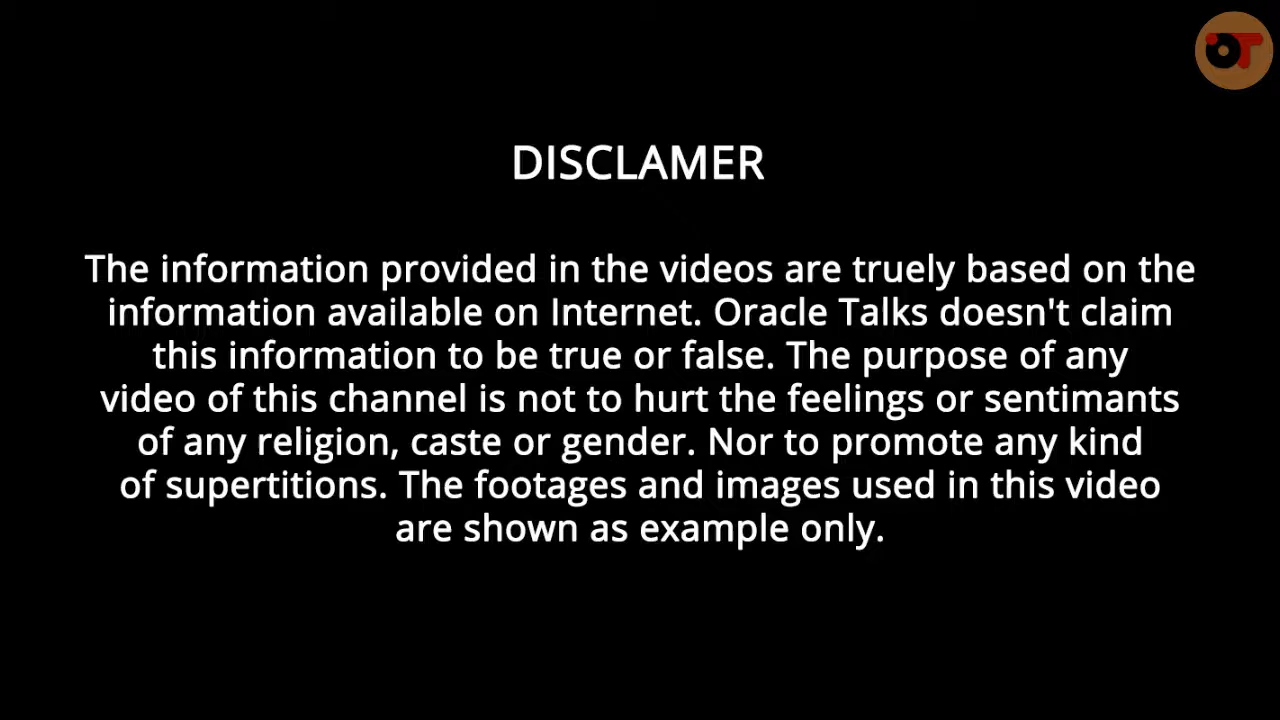 OT
DISCLAMER
The information provided in the videos are truely based on the
information available on Internet. Oracle Talks doesn't claim
this information to be true or false. The purpose of any
video of this channel is not to hurt the feelings or sentimants
of any religion, caste or gender. Nor to promote any kind
of supertitions. The footages and images used in this video
are shown as example only.